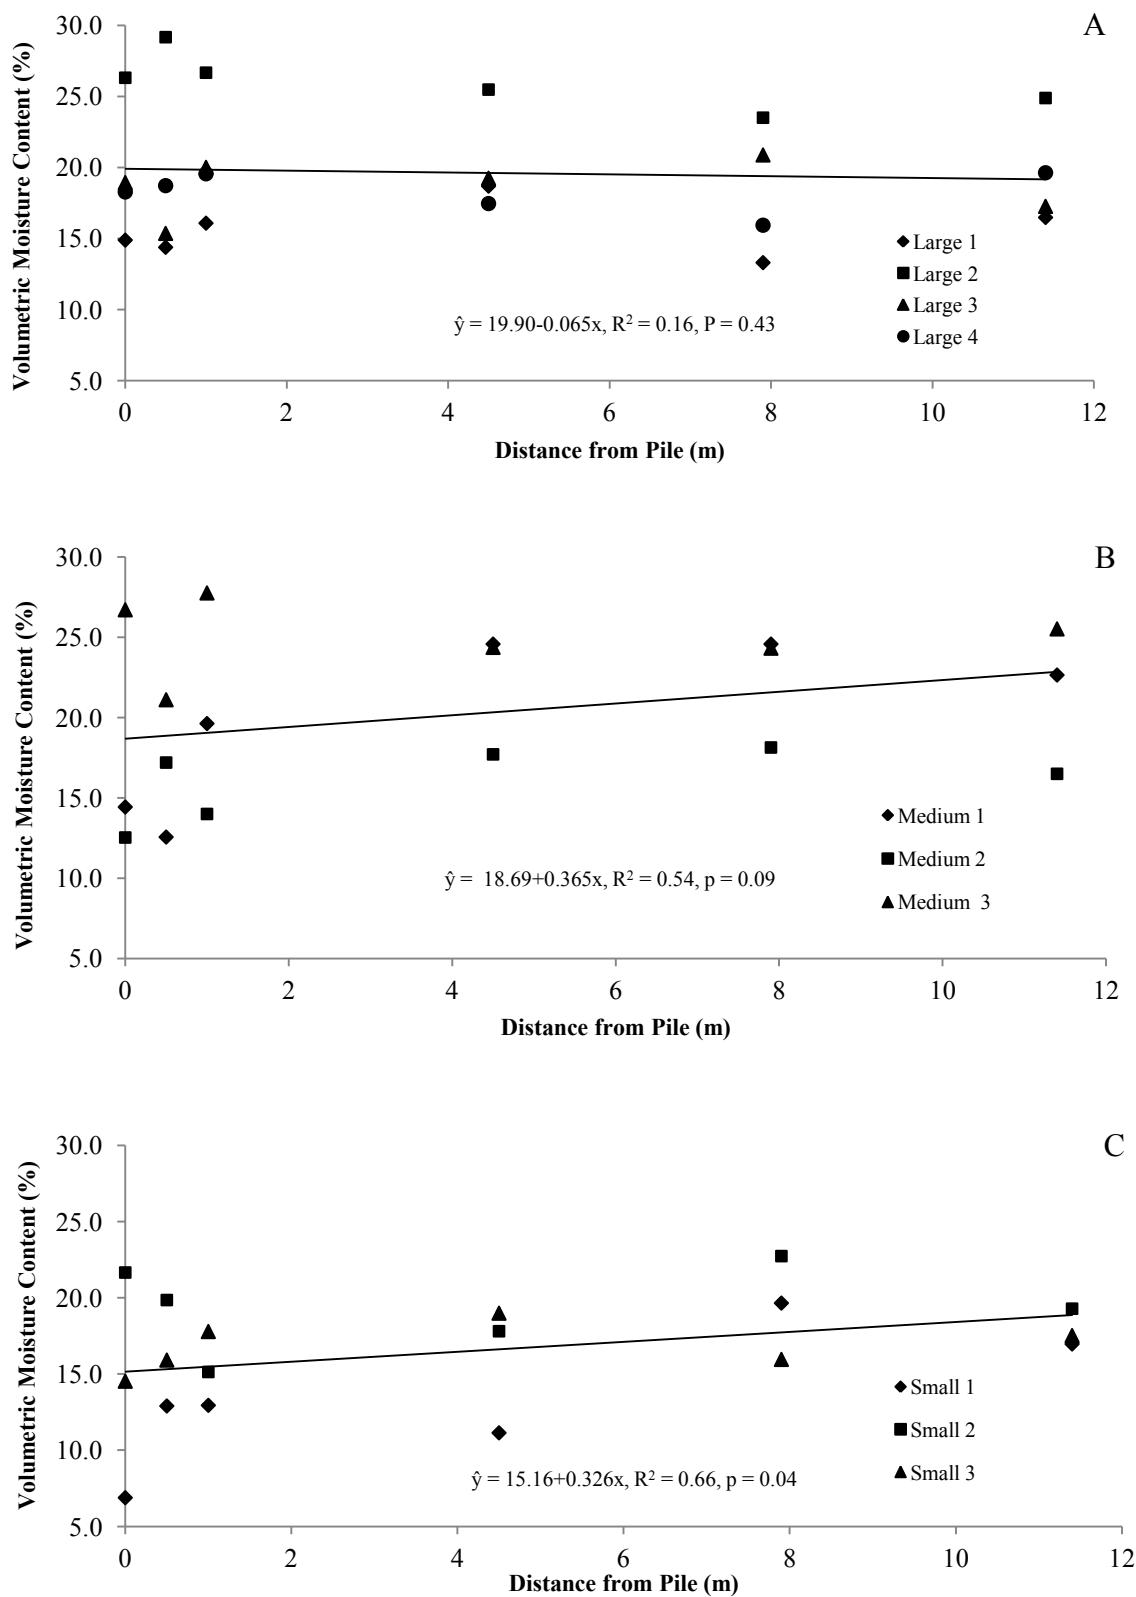 A
30.0
25.0
20.0
15.0
10.0
5.0
Volumetric Moisture Content (%)
Large 1
Large 2
Large 3
Large 4
ŷ = 19.90-0.065x, R² = 0.16, P = 0.43
0 2 4 6 8 10 12
Distance from Pile (m)
B
30.0
25.0
20.0
15.0
10.0
5.0
Volumetric Moisture Content (%)
Medium 1
Medium 2
Medium 3
ŷ = 18.69+0.365x, R² = 0.54, p = 0.09
0 2 4 6 8 10 12
Distance from Pile (m)
C
30.0
25.0
20.0
15.0
10.0
5.0
Volumetric Moisture Content (%)
Small 1
Small 2
Small 3
ŷ = 15.16+0.326x, R² = 0.66, p = 0.04
0 2 4 6 8 10 12
Distance from Pile (m)